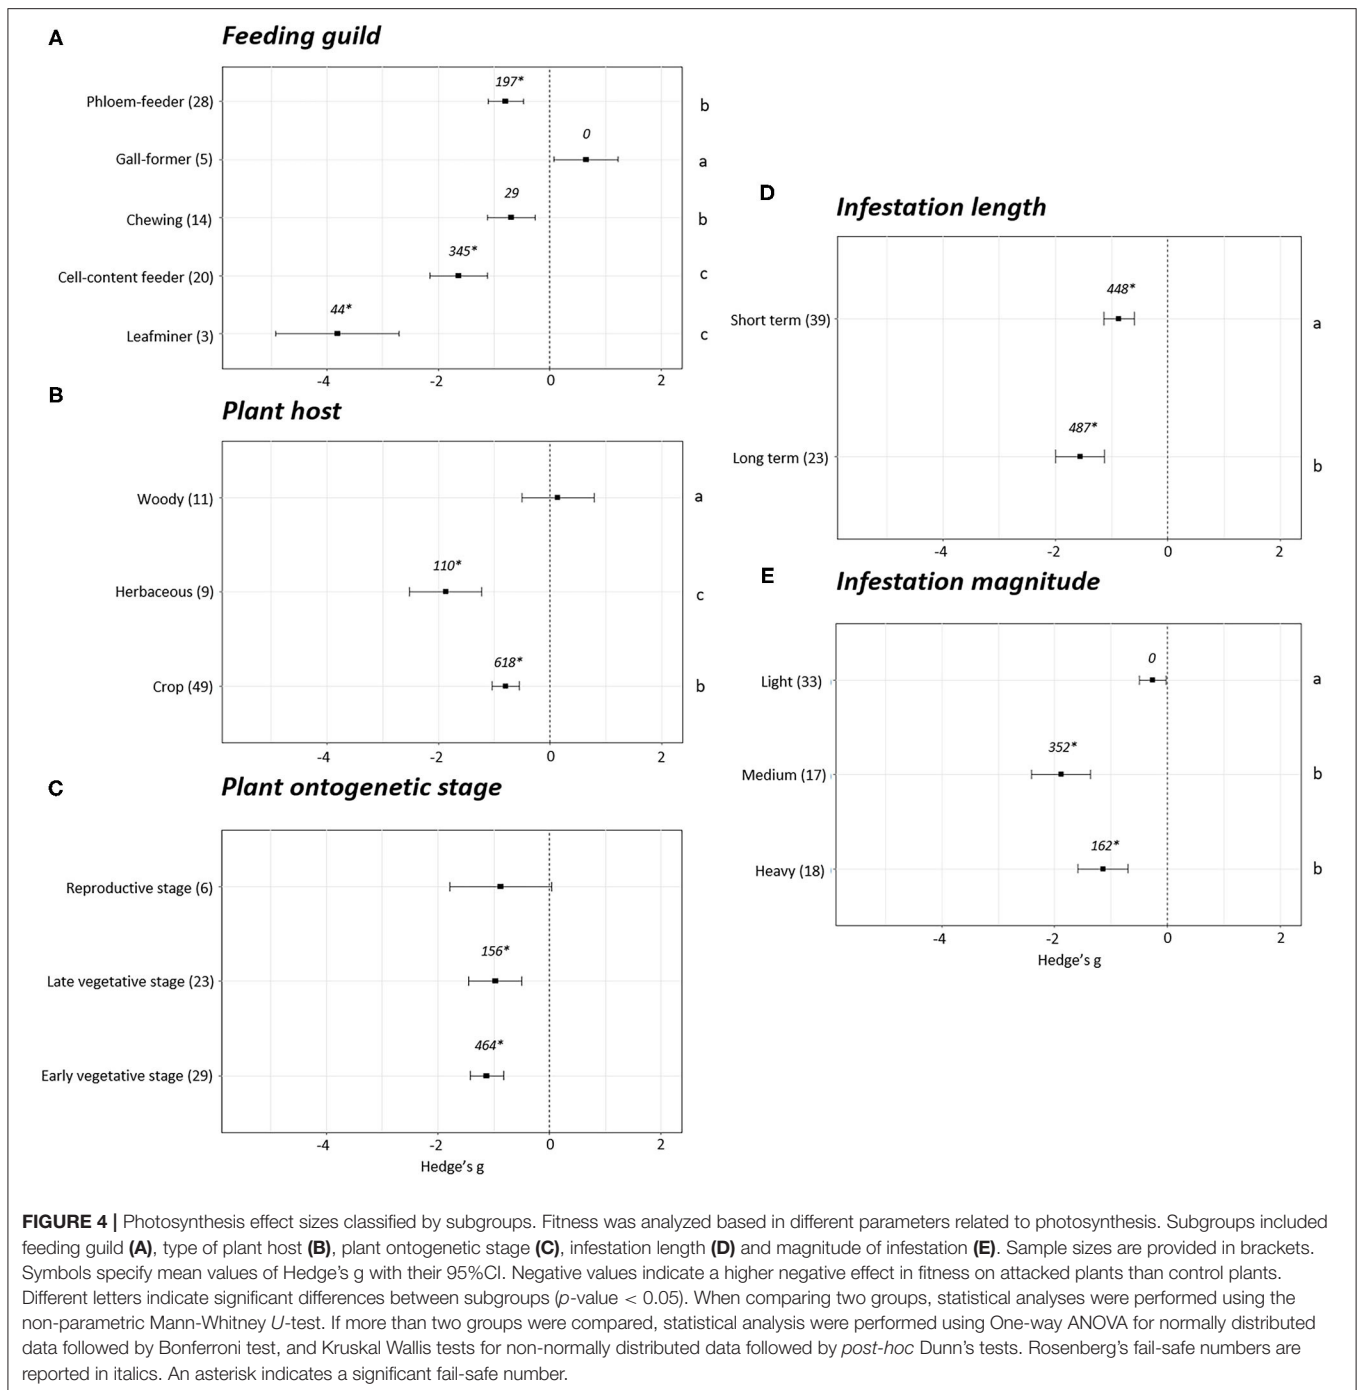 A
Feeding guild
197*
Phloem-feeder (28)
b
0
Gall-former (5)
a
29
Chewing (14)
b
345*
Cell-content feeder (20)
c
44*
Leafminer (3)
c
-4 -2 0 2
B
Plant host
Woody (11)
a
110*
Herbaceous (9)
c
618*
Crop (49)
b
-4 -2 0 2
C
Plant ontogenetic stage
Reproductive stage (6)
156*
Late vegetative stage (23)
464*
Early vegetative stage (29)
-4 -2 0 2
Hedge's g
D
Infestation length
448*
Short term (39)
a
487*
Long term (23)
b
-4 -2 0 2
E
Infestation magnitude
0
Light (33)
a
352*
Medium (17)
b
162*
Heavy (18)
b
-4 -2 0 2
Hedge's g
FIGURE 4 | Photosynthesis effect sizes classified by subgroups. Fitness was analyzed based in different parameters related to photosynthesis. Subgroups included
feeding guild (A), type of plant host (B), plant ontogenetic stage (C), infestation length (D) and magnitude of infestation (E). Sample sizes are provided in brackets.
Symbols specify mean values of Hedge's g with their 95%CI. Negative values indicate a higher negative effect in fitness on attacked plants than control plants.
Different letters indicate significant differences between subgroups (p-value < 0.05). When comparing two groups, statistical analyses were performed using the
non-parametric Mann-Whitney U-test. If more than two groups were compared, statistical analysis were performed using One-way ANOVA for normally distributed
data followed by Bonferroni test, and Kruskal Wallis tests for non-normally distributed data followed by post-hoc Dunn's tests. Rosenberg's fail-safe numbers are
reported in italics. An asterisk indicates a significant fail-safe number.